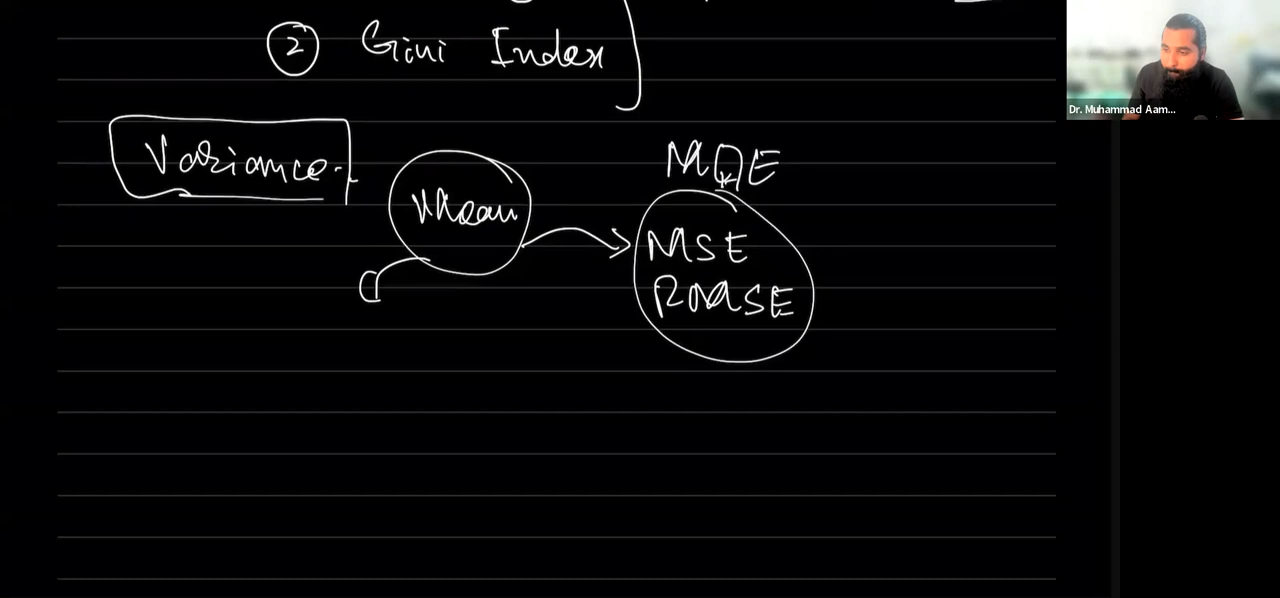 ② Gini Index
Variance.
Mean
MAE
MSE
RMSE
Dr. Muhammad Aam...